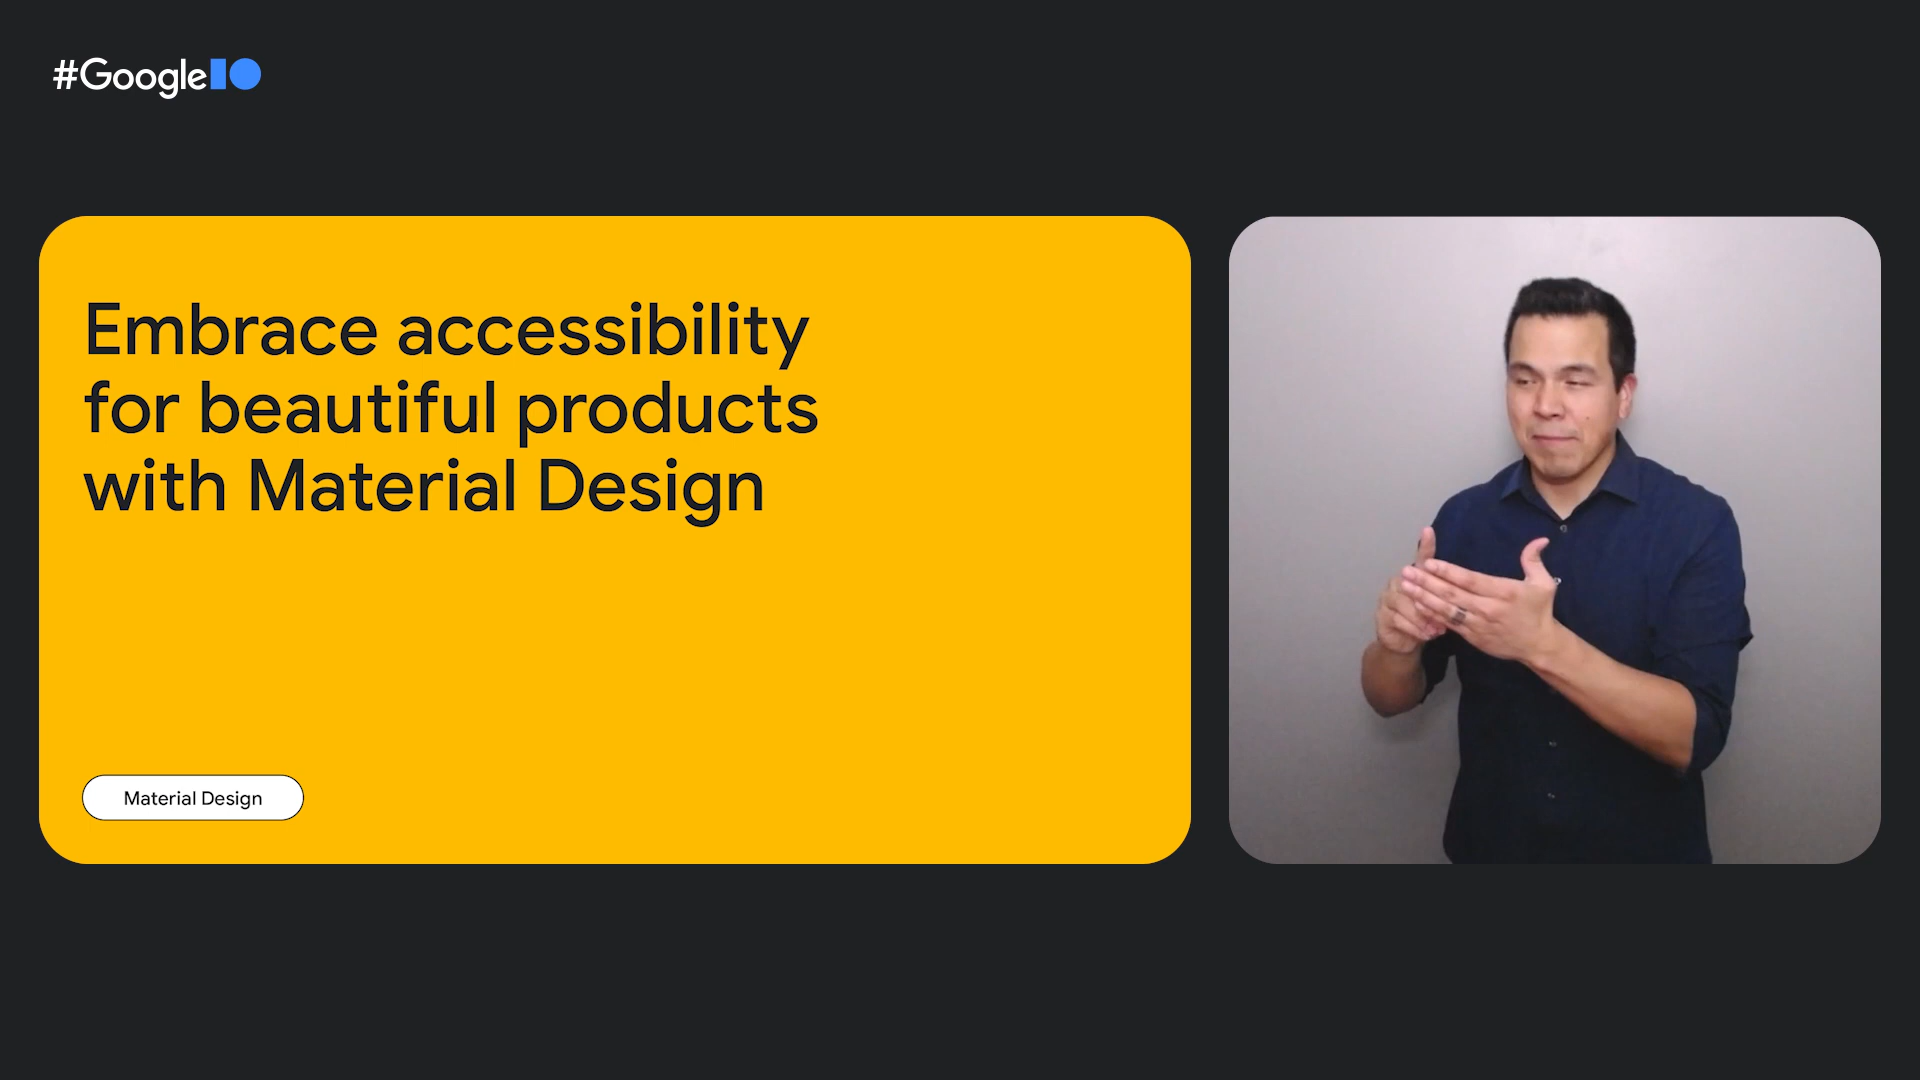 #GoogleIO
Embrace accessibility
for beautiful products
with Material Design
Material Design